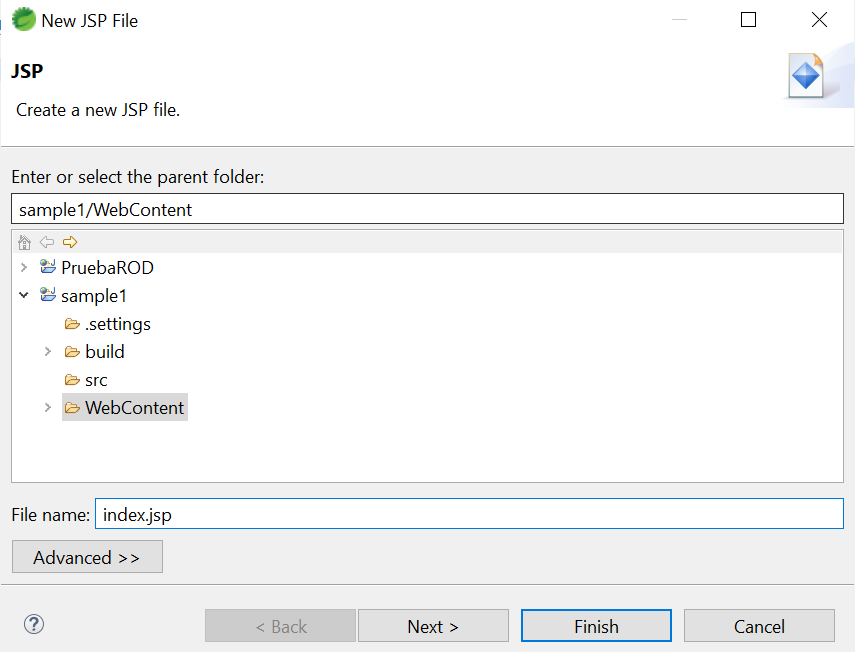 New JSP File
JSP
Create a new JSP file.
Enter or select the parent folder:
sample1/WebContent
PruebaROD
sample1
.settings
build
src
WebContent
File name: index.jsp
Advanced >>
?
< Back Next > Finish Cancel